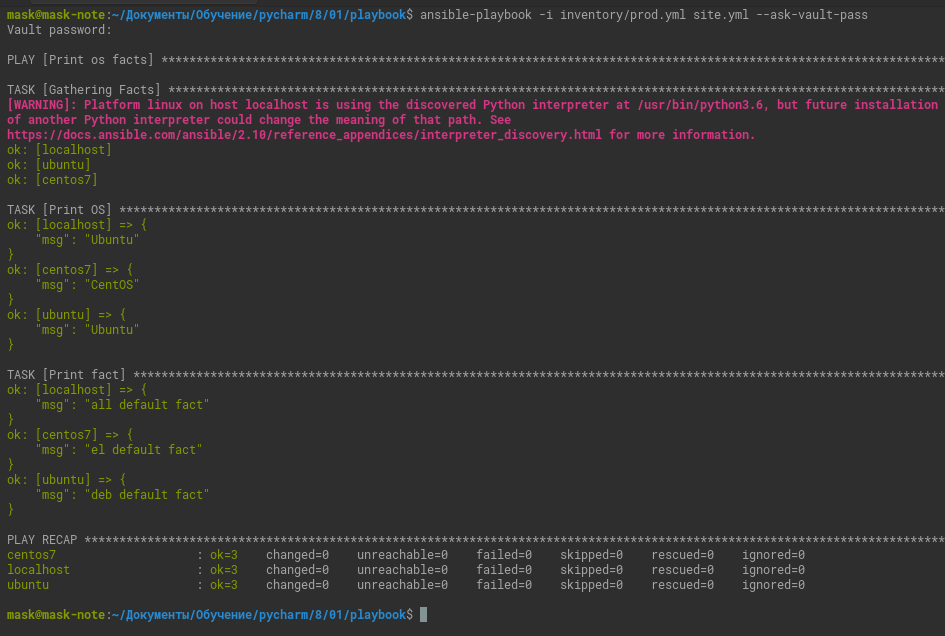 mask@mask-note:~/Документы/Обучение/pycharm/8/01/playbook$ ansible-playbook -i inventory/prod.yml site.yml --ask-vault-pass
Vault password:
PLAY [Print os facts] ****************************************************************************************************************
TASK [Gathering Facts] ***************************************************************************************************************
[WARNING]: Platform linux on host localhost is using the discovered Python interpreter at /usr/bin/python3.6, but future installation
of another Python interpreter could change the meaning of that path. See
https://docs.ansible.com/ansible/2.10/reference_appendices/interpreter_discovery.html for more information.
ok: [localhost]
ok: [ubuntu]
ok: [centos7]
TASK [Print OS] **********************************************************************************************************************
ok: [localhost] => {
    "msg": "Ubuntu"
}
ok: [centos7] => {
    "msg": "CentOS"
}
ok: [ubuntu] => {
    "msg": "Ubuntu"
}
TASK [Print fact] ********************************************************************************************************************
ok: [localhost] => {
    "msg": "all default fact"
}
ok: [centos7] => {
    "msg": "el default fact"
}
ok: [ubuntu] => {
    "msg": "deb default fact"
}
PLAY RECAP ***************************************************************************************************************************
centos7                    : ok=3    changed=0    unreachable=0    failed=0    skipped=0    rescued=0    ignored=0
localhost                  : ok=3    changed=0    unreachable=0    failed=0    skipped=0    rescued=0    ignored=0
ubuntu                     : ok=3    changed=0    unreachable=0    failed=0    skipped=0    rescued=0    ignored=0
mask@mask-note:~/Документы/Обучение/pycharm/8/01/playbook$